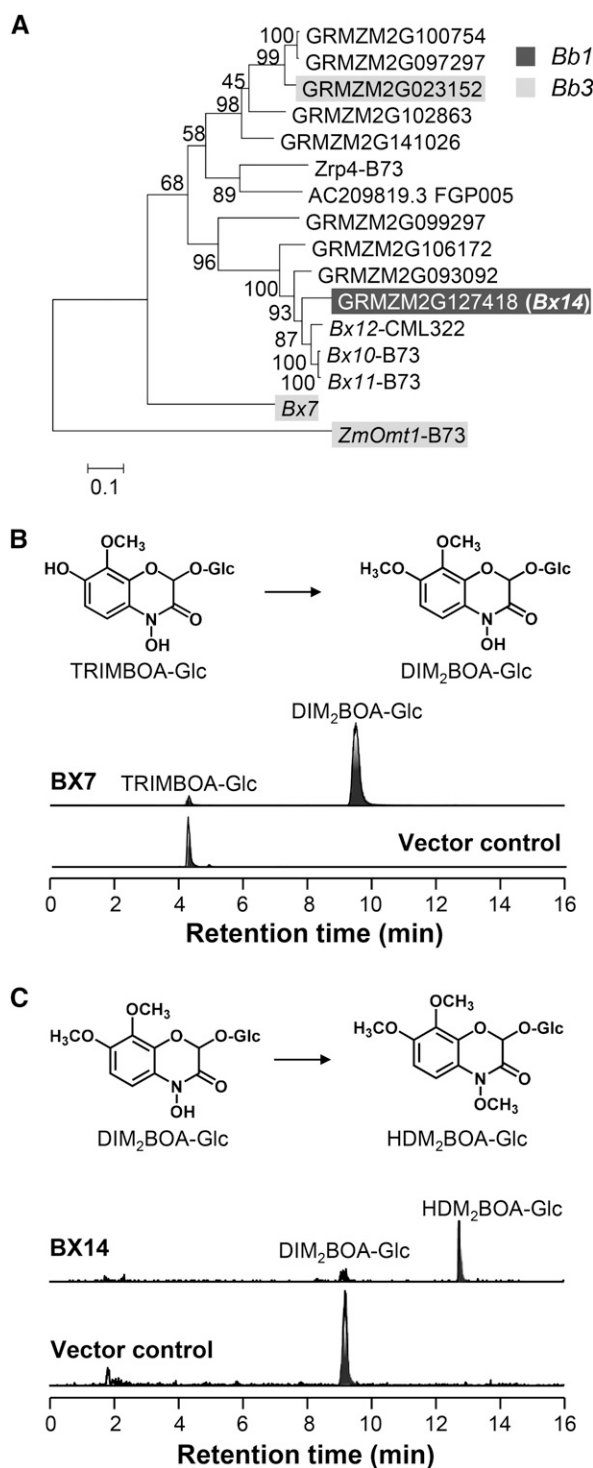 A
100
GRMZM2G100754
99
GRMZM2G097297
Bb1
45
GRMZM2G023152
Bb3
98
GRMZM2G102863
58
GRMZM2G141026
68
Zrp4-B73
89
AC209819.3 FGP005
GRMZM2G099297
96
GRMZM2G106172
100
GRMZM2G093092
93
GRMZM2G127418 (Bx14)
87
Bx12-CML322
100
Bx10-B73
100
Bx11-B73
Bx7
ZmOmt1-B73
0.1
B
OCH₃ OCH₃
HO O O-Glc H₃CO O O-Glc
N O N O
OH OH
TRIMBOA-Glc DIM₂BOA-Glc
DIM₂BOA-Glc
BX7 TRIMBOA-Glc
Vector control
0 2 4 6 8 10 12 14 16
Retention time (min)
C
OCH₃ OCH₃
H₃CO O O-Glc H₃CO O O-Glc
N O N O
OH OCH₃
DIM₂BOA-Glc HDM₂BOA-Glc
HDM₂BOA-Glc
BX14 DIM₂BOA-Glc
Vector control
0 2 4 6 8 10 12 14 16
Retention time (min)